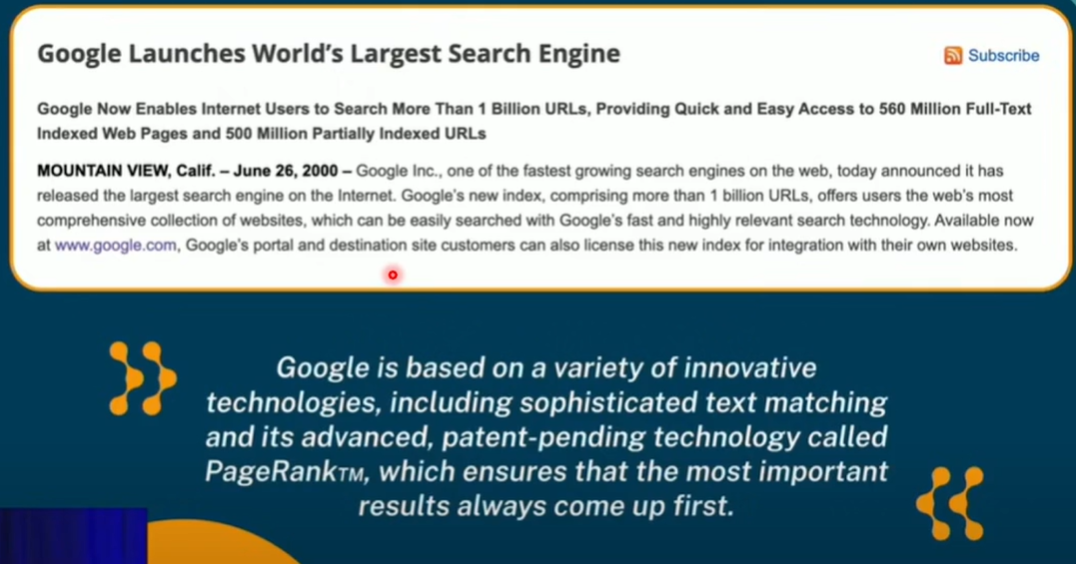 Google Launches World's Largest Search Engine
Subscribe
Google Now Enables Internet Users to Search More Than 1 Billion URLs, Providing Quick and Easy Access to 560 Million Full-Text
Indexed Web Pages and 500 Million Partially Indexed URLs
MOUNTAIN VIEW, Calif. – June 26, 2000 – Google Inc., one of the fastest growing search engines on the web, today announced it has
released the largest search engine on the Internet. Google's new index, comprising more than 1 billion URLs, offers users the web's most
comprehensive collection of websites, which can be easily searched with Google's fast and highly relevant search technology. Available now
at www.google.com, Google's portal and destination site customers can also license this new index for integration with their own websites.
Google is based on a variety of innovative
technologies, including sophisticated text matching
and its advanced, patent-pending technology called
PageRankTM, which ensures that the most important
results always come up first.